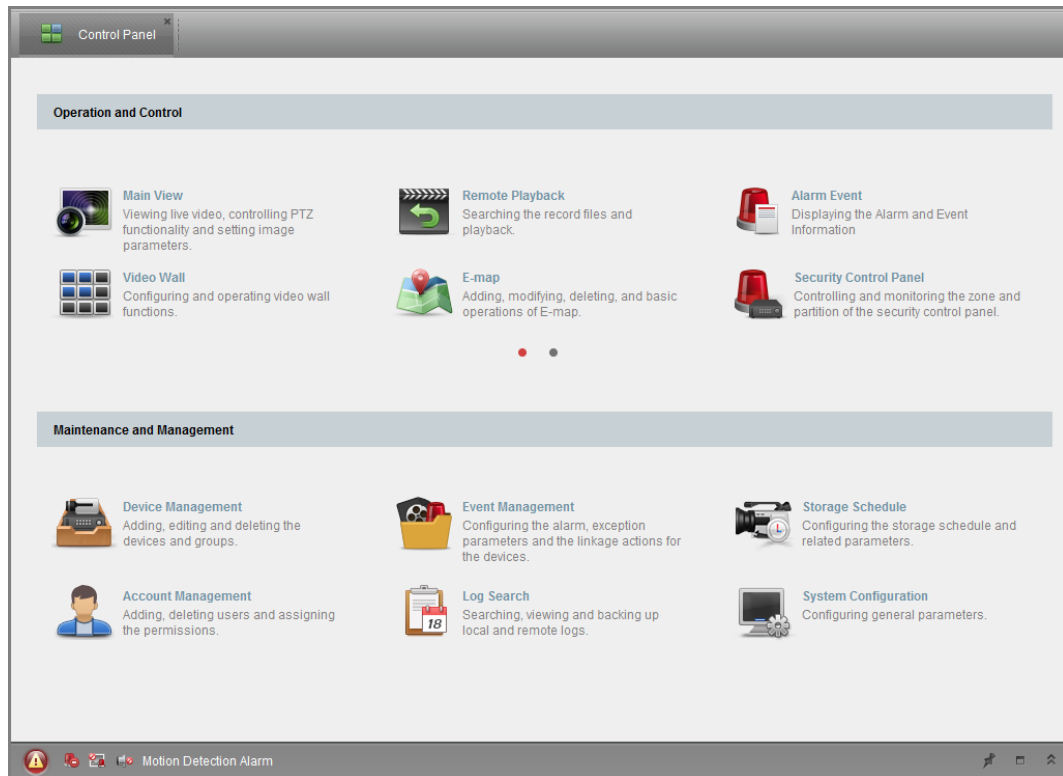 Control Panel
Operation and Control
Main View
Viewing live video, controlling PTZ
functionality and setting image
parameters.
Remote Playback
Searching the record files and
playback.
Alarm Event
Displaying the Alarm and Event
Information
Video Wall
Configuring and operating video wall
functions.
E-map
Adding, modifying, deleting, and basic
operations of E-map.
Security Control Panel
Controlling and monitoring the zone and
partition of the security control panel.
Maintenance and Management
Device Management
Adding, editing and deleting the
devices and groups.
Event Management
Configuring the alarm, exception
parameters and the linkage actions for
the devices.
Storage Schedule
Configuring the storage schedule and
related parameters.
Account Management
Adding, deleting users and assigning
the permissions.
Log Search
Searching, viewing and backing up
local and remote logs.
18
System Configuration
Configuring general parameters.
Motion Detection Alarm